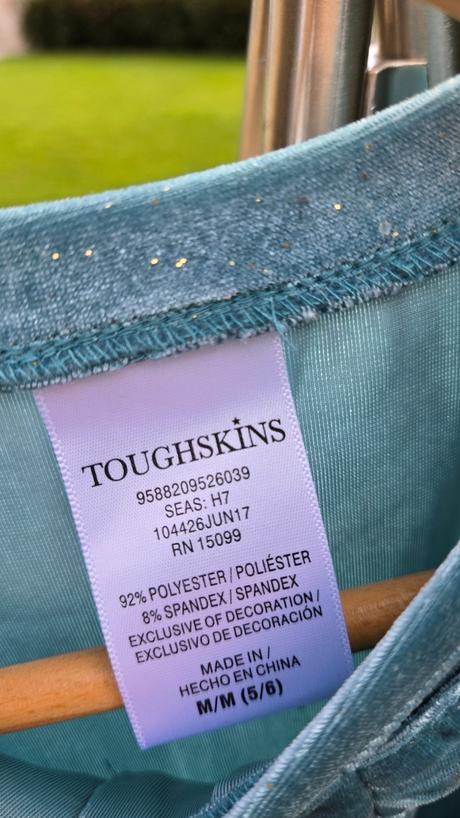 TOUGHSKINS
9588209526039
SEAS: H7
104426JUN17
RN 15099
92% POLYESTER / POLIÉSTER
8% SPANDEX / SPANDEX
EXCLUSIVE OF DECORATION /
EXCLUSIVO DE DECORACIÓN
MADE IN /
HECHO EN CHINA
M/M (5/6)